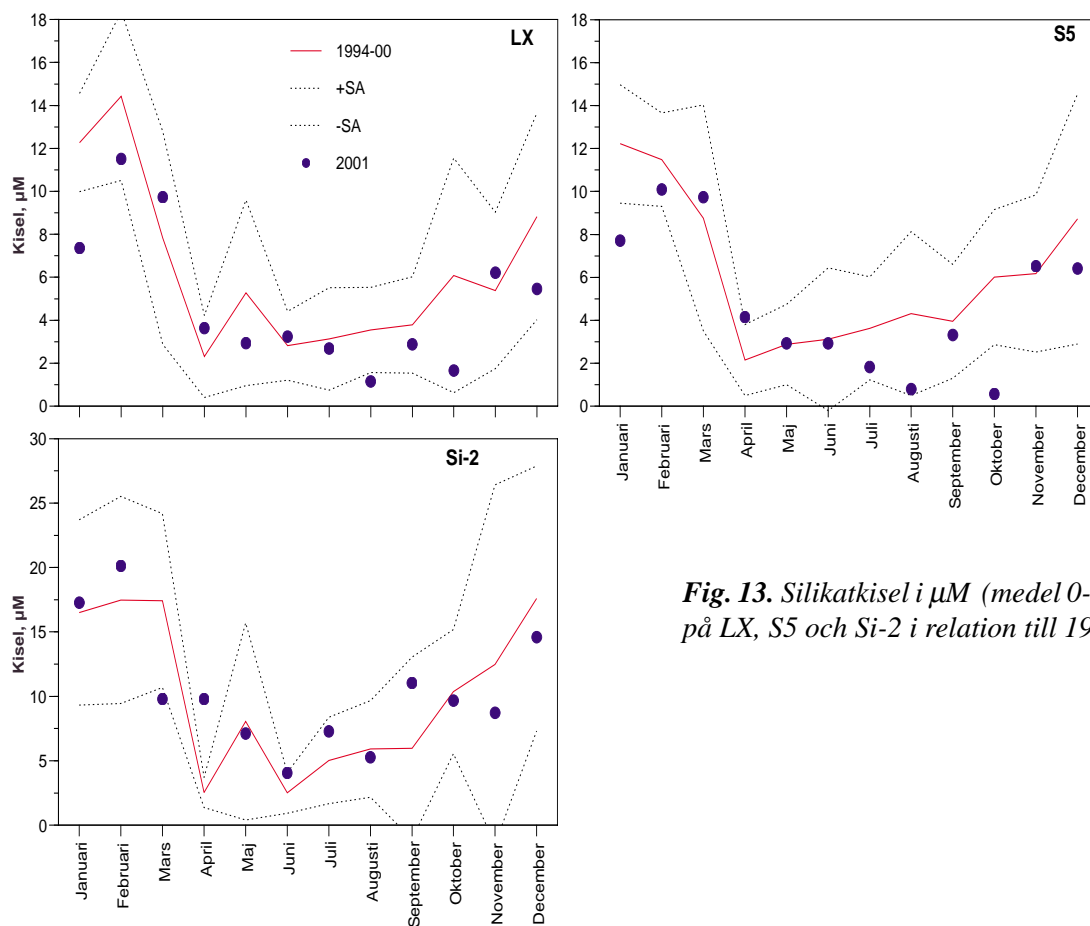 18
16
14
12
10
8
6
4
2
0
Kisel, µM
LX
1994-00
+SA
-SA
2001
18
16
14
12
10
8
6
4
2
0
S5
Januari
Februari
Mars
April
Maj
Juni
Juli
Augusti
September
Oktober
November
December
30
25
20
15
10
5
0
Kisel, µM
Si-2
Januari
Februari
Mars
April
Maj
Juni
Juli
Augusti
September
Oktober
November
December
Fig. 13. Silikatkisel i µM (medel 0-
på LX, S5 och Si-2 i relation till 19